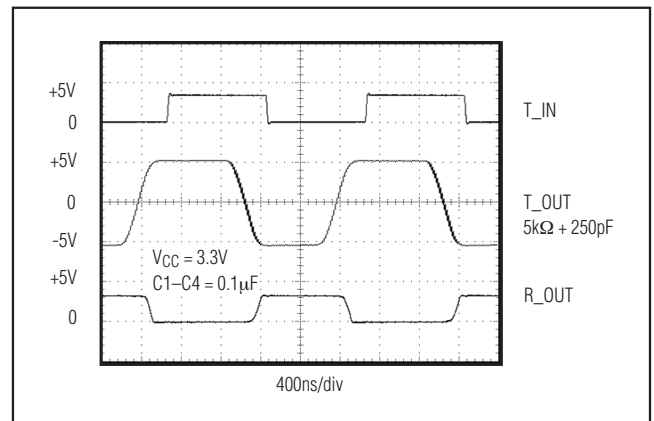 +5V
0
T_IN
+5V
0
-5V
T_OUT
5kΩ + 250pF
VCC = 3.3V
C1–C4 = 0.1μF
+5V
0
R_OUT
400ns/div